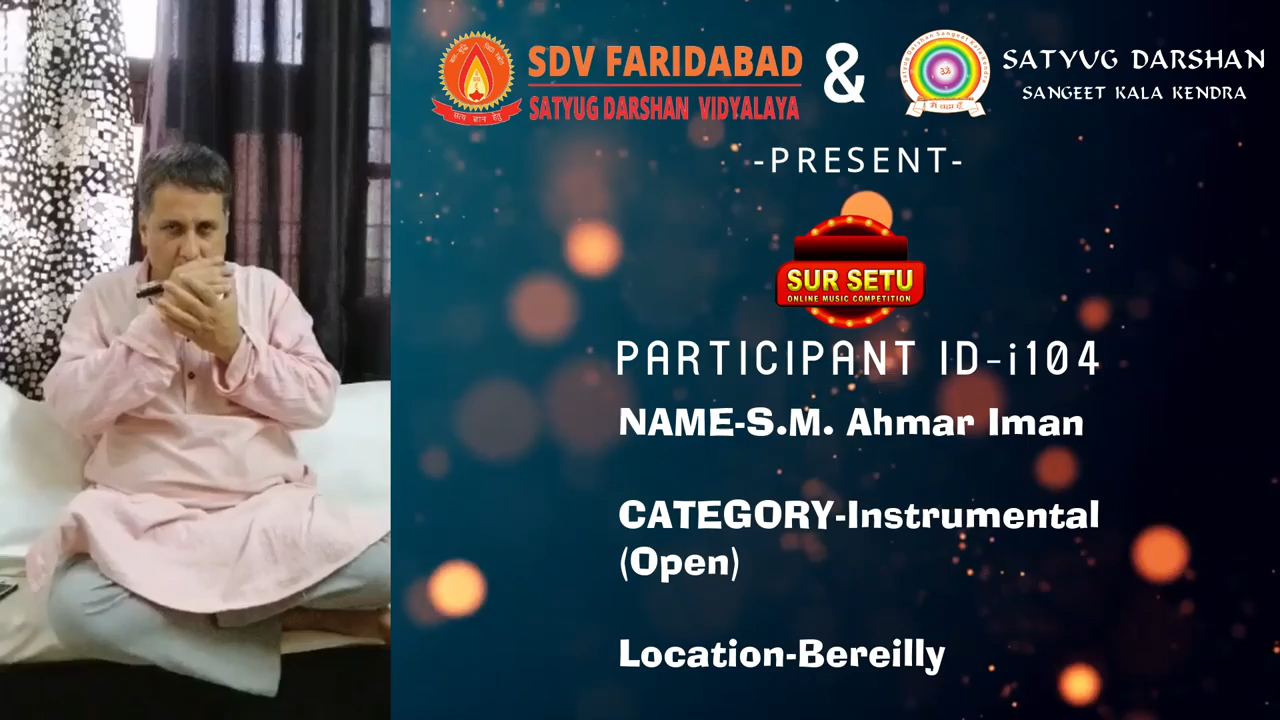 SDV FARIDABAD
SATYUG DARSHAN VIDYALAYA
&
SATYUG DARSHAN
SANGEET KALA KENDRA
-PRESENT-
SUR SETU
ONLINE MUSIC COMPETITION
PARTICIPANT ID-i104
NAME-S.M. Ahmar Iman
CATEGORY-Instrumental
(Open)
Location-Bereilly